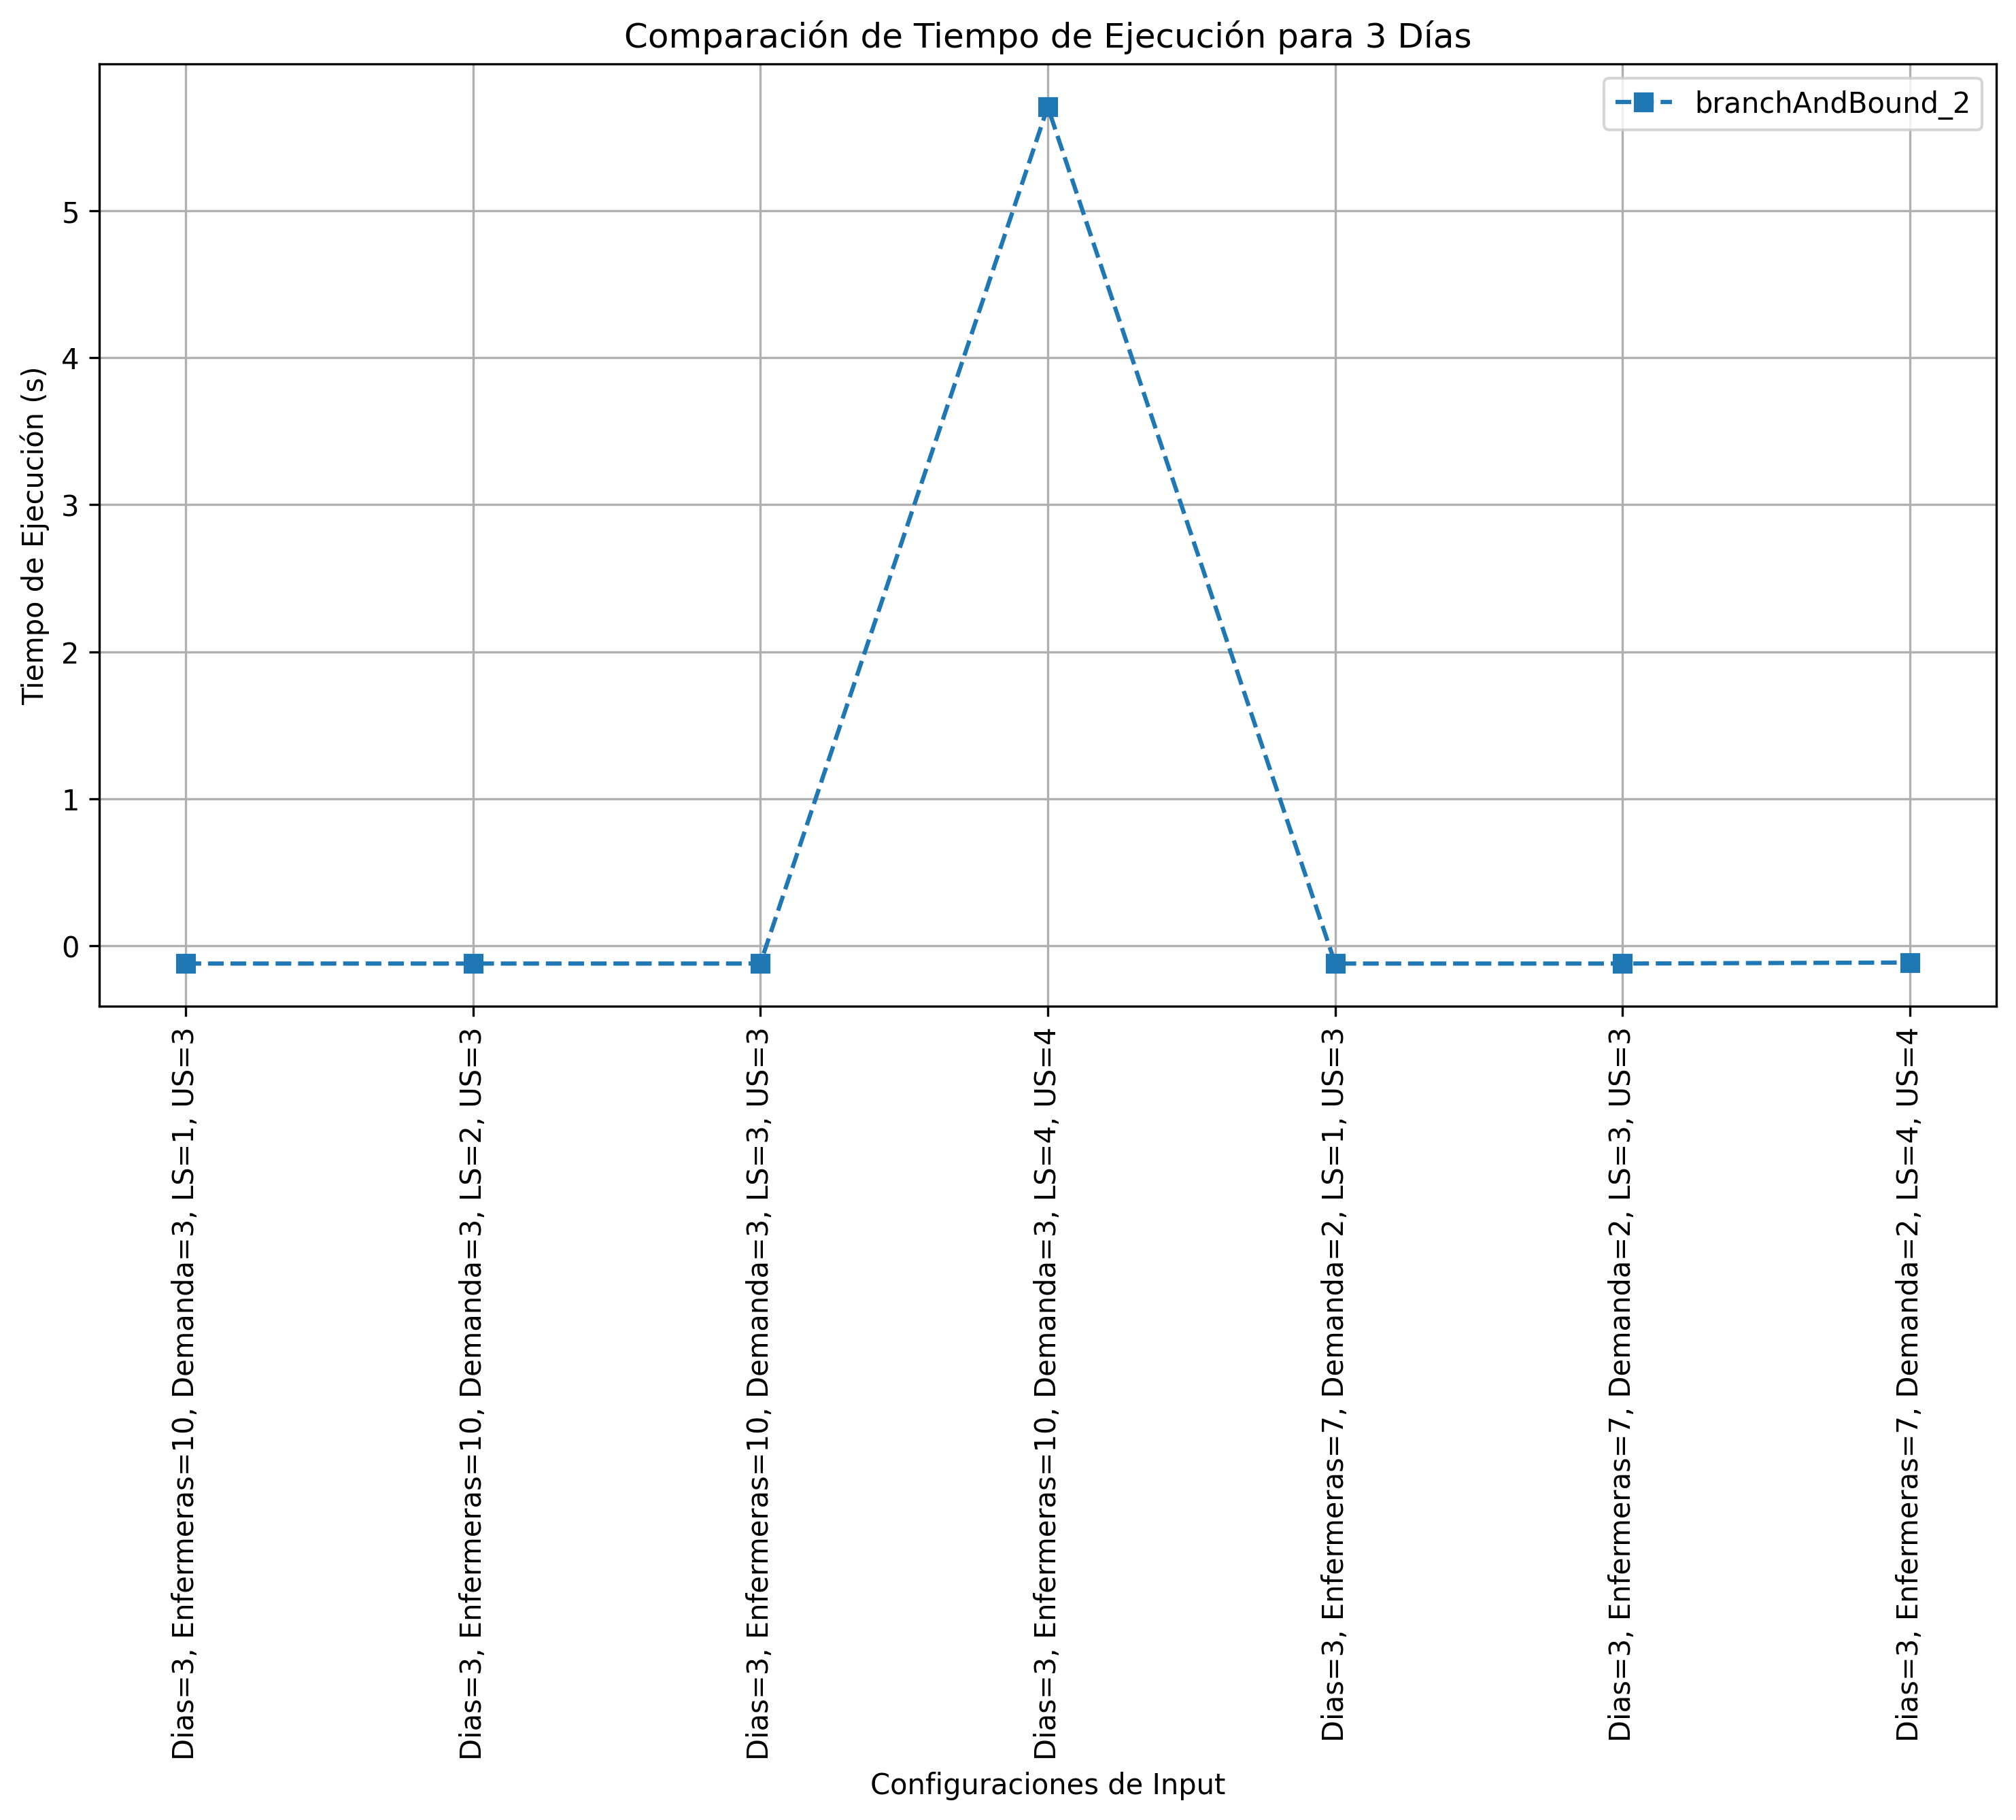 Comparación de Tiempo de Ejecución para 3 Días
branchAndBound_2
Tiempo de Ejecución (s)
5
4
3
2
1
0
Dias=3, Enfermeras=10, Demanda=3, LS=1, US=3
Dias=3, Enfermeras=10, Demanda=3, LS=2, US=3
Dias=3, Enfermeras=10, Demanda=3, LS=3, US=3
Dias=3, Enfermeras=10, Demanda=3, LS=4, US=4
Dias=3, Enfermeras=7, Demanda=2, LS=1, US=3
Dias=3, Enfermeras=7, Demanda=2, LS=3, US=3
Dias=3, Enfermeras=7, Demanda=2, LS=4, US=4
Configuraciones de Input